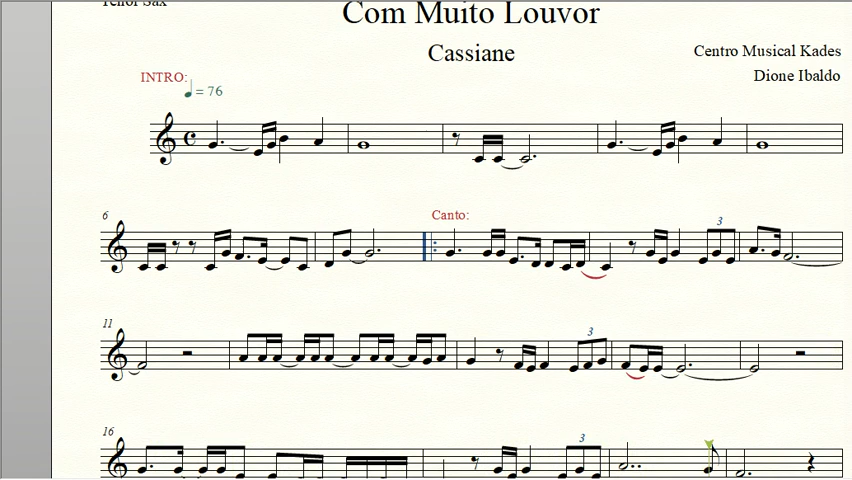 Tenor Sax
Com Muito Louvor
Cassiane
Centro Musical Kades
Dione Ibaldo
INTRO:
= 76
6
Canto:
3
11
3
16
3